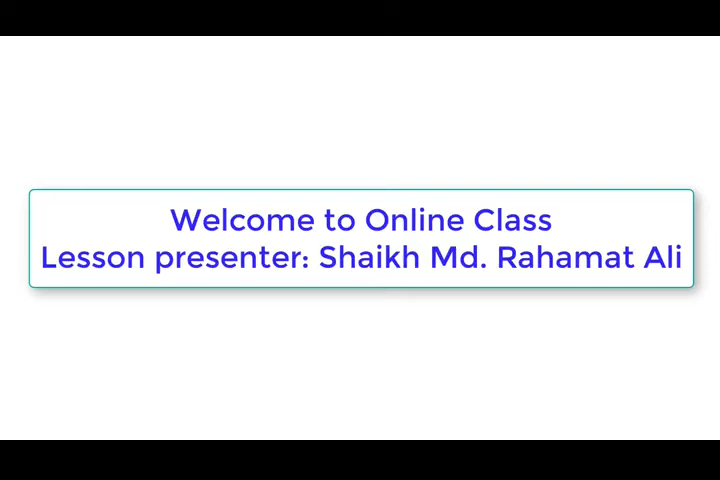 Welcome to Online Class
Lesson presenter: Shaikh Md. Rahamat Ali